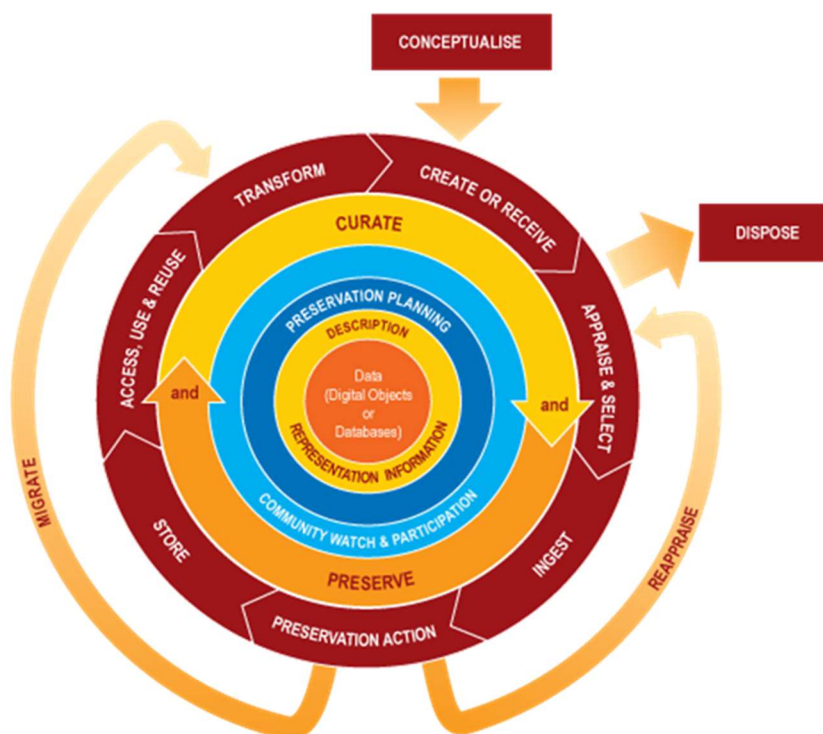 CONCEPTUALISE
DISPOSE
TRANSFORM
CREATE OR RECEIVE
APPRAISE & SELECT
INGEST
PRESERVATION ACTION
STORE
ACCESS, USE & REUSE
MIGRATE
REAPPRAISE
CURATE
and
PRESERVE
and
COMMUNITY WATCH & PARTICIPATION
PRESERVATION PLANNING
DESCRIPTION
REPRESENTATION INFORMATION
Data
(Digital Objects
or
Databases)